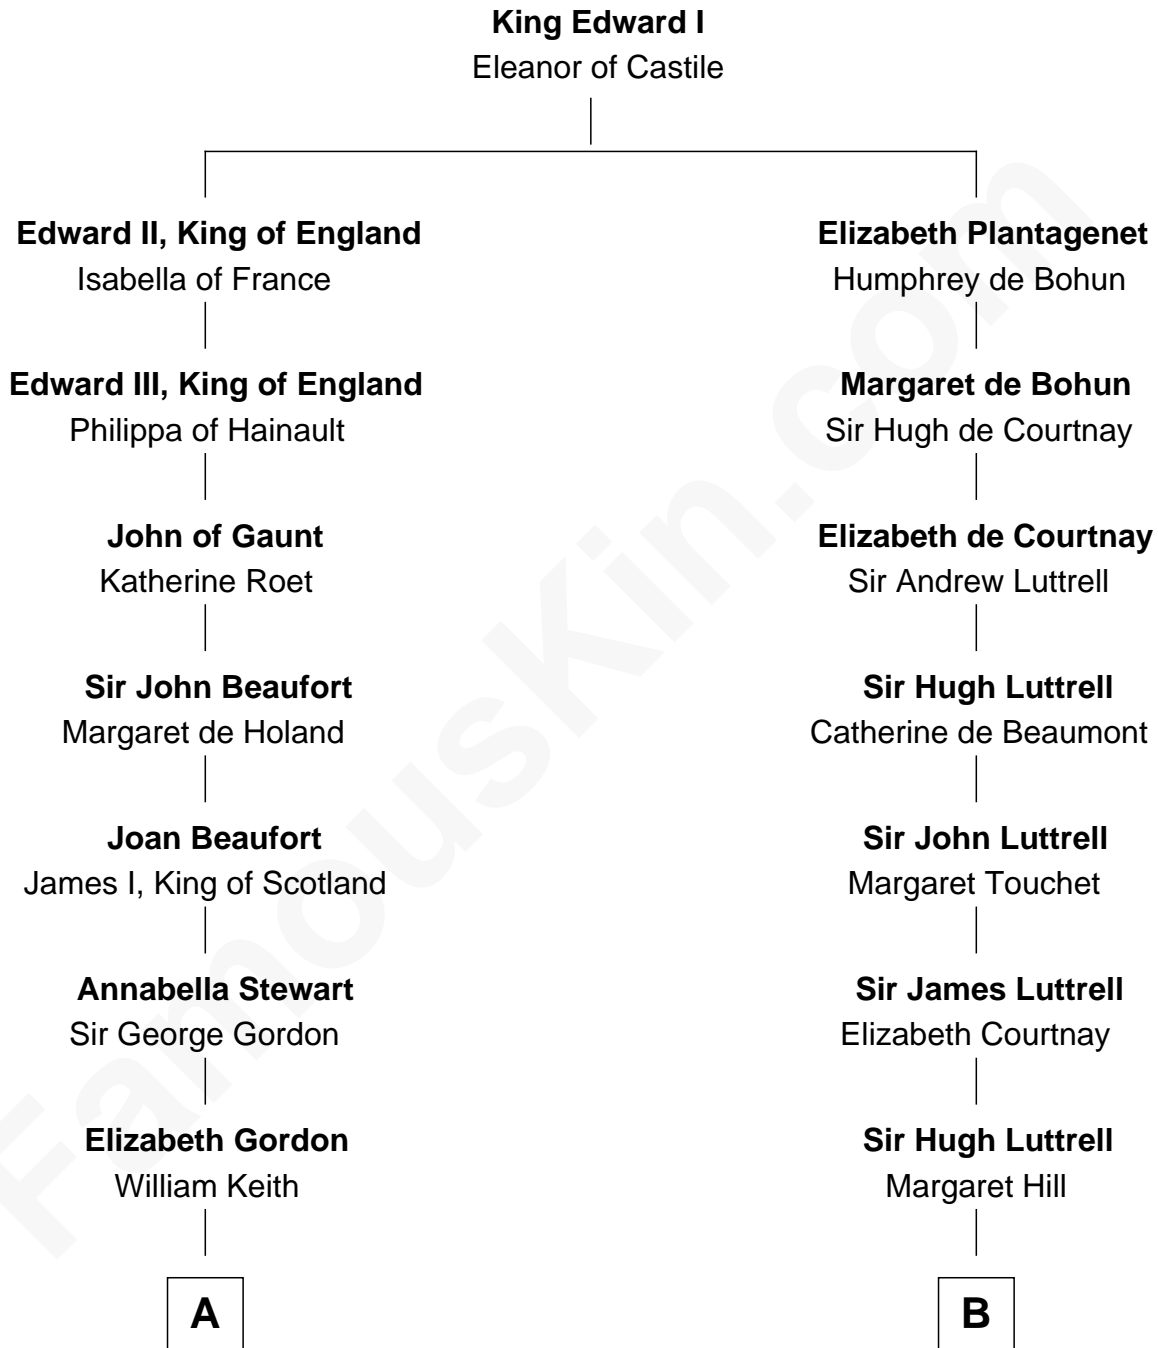 King Edward I
Eleanor of Castile
Edward II, King of England
Isabella of France
Elizabeth Plantagenet
Humphrey de Bohun
Edward III, King of England
Philippa of Hainault
Margaret de Bohun
Sir Hugh de Courtnay
John of Gaunt
Katherine Roet
Elizabeth de Courtnay
Sir Andrew Luttrell
Sir John Beaufort
Margaret de Holand
Sir Hugh Luttrell
Catherine de Beaumont
Joan Beaufort
James I, King of Scotland
Sir John Luttrell
Margaret Touchet
Annabella Stewart
Sir George Gordon
Sir James Luttrell
Elizabeth Courtnay
Elizabeth Gordon
William Keith
Sir Hugh Luttrell
Margaret Hill
A
B
FamousKin.com